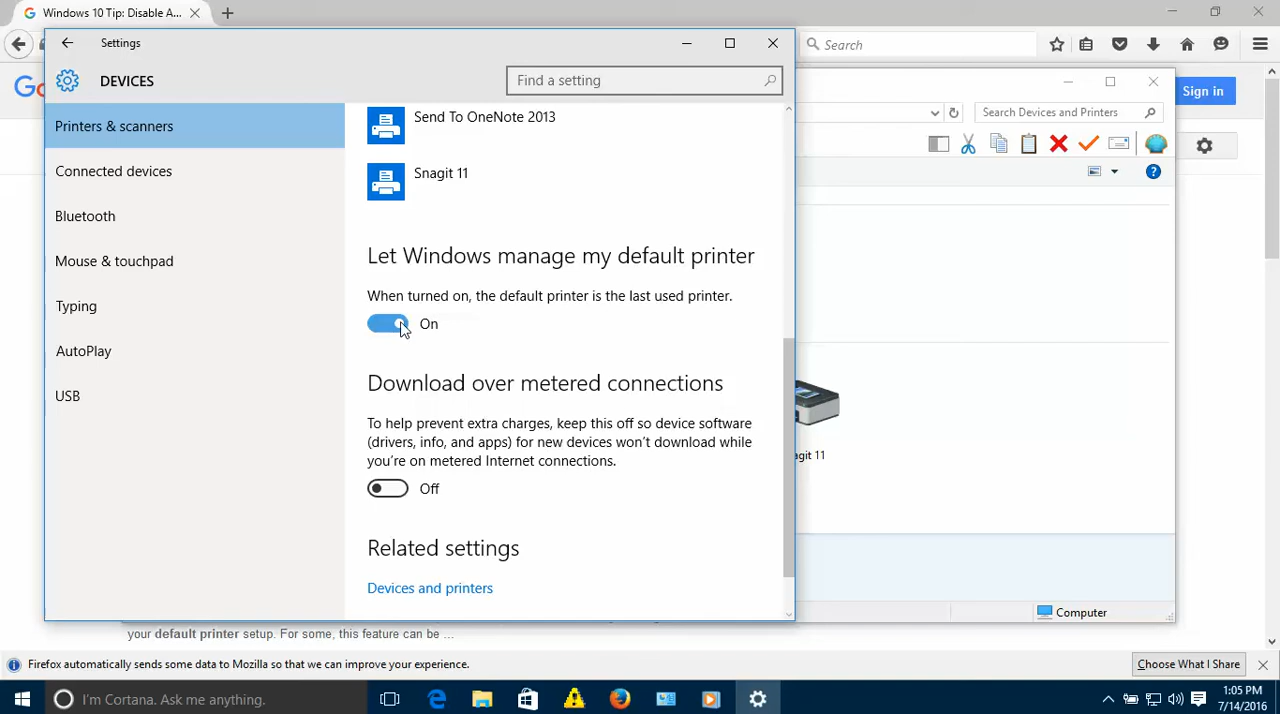 Windows 10 Tip: Disable A...
Search
Settings
DEVICES
Find a setting
Go
Sign in
Search Devices and Printers
Printers & scanners
Connected devices
Bluetooth
Mouse & touchpad
Typing
AutoPlay
USB
Send To OneNote 2013
Snagit 11
Let Windows manage my default printer
When turned on, the default printer is the last used printer.
On
Download over metered connections
To help prevent extra charges, keep this off so device software
(drivers, info, and apps) for new devices won't download while
you're on metered Internet connections.
Off
Related settings
Devices and printers
agit 11
Computer
your default printer setup. For some, this feature can be ...
Firefox automatically sends some data to Mozilla so that we can improve your experience.
Choose What I Share
I'm Cortana. Ask me anything.
1:05 PM
7/14/2016